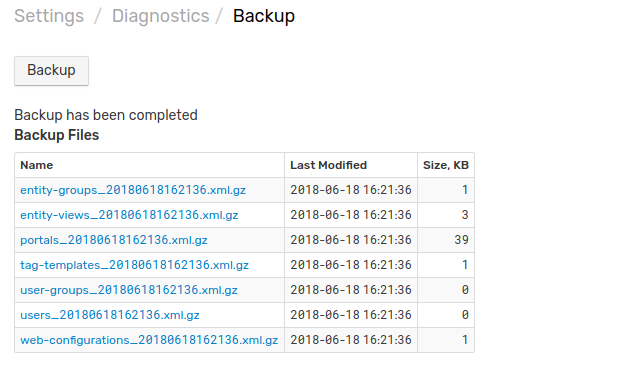 Settings / Diagnostics / Backup
Backup
Backup has been completed
Backup Files
Name Last Modified Size, KB
entity-groups_20180618162136.xml.gz 2018-06-18 16:21:36 1
entity-views_20180618162136.xml.gz 2018-06-18 16:21:36 3
portals_20180618162136.xml.gz 2018-06-18 16:21:36 39
tag-templates_20180618162136.xml.gz 2018-06-18 16:21:36 1
user-groups_20180618162136.xml.gz 2018-06-18 16:21:36 0
users_20180618162136.xml.gz 2018-06-18 16:21:36 0
web-configurations_20180618162136.xml.gz 2018-06-18 16:21:36 1